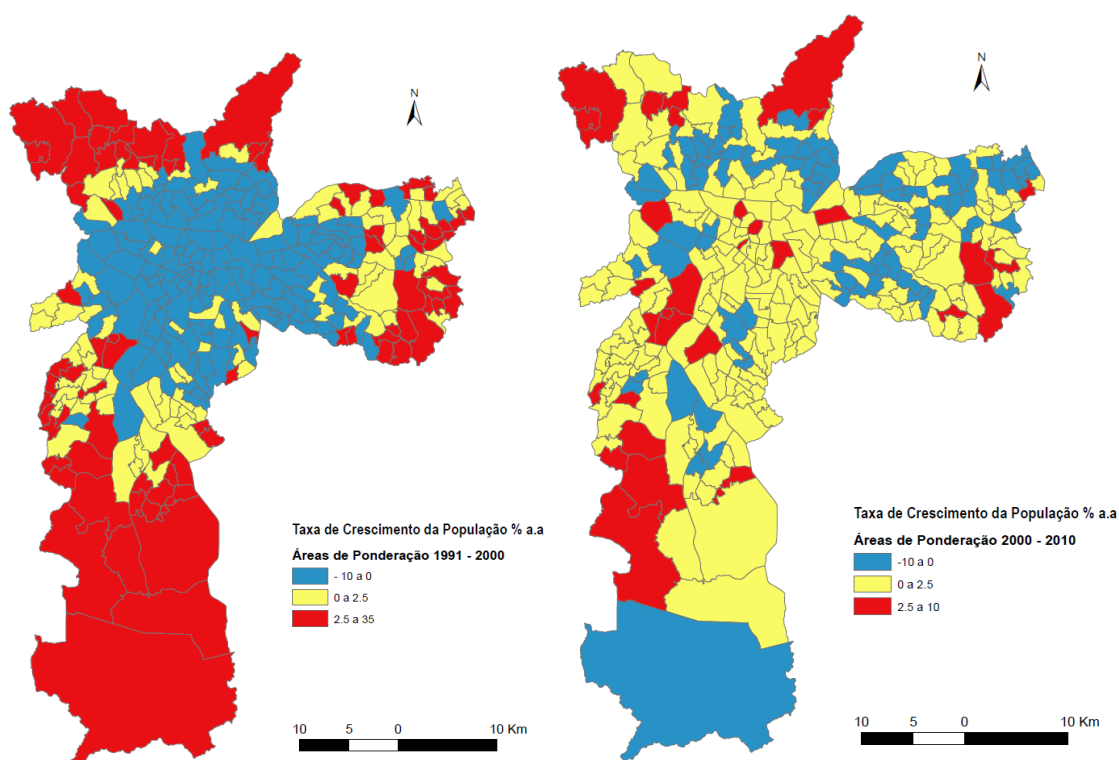 N
Taxa de Crescimento da População % a.a
Áreas de Ponderação 1991 - 2000
- 10 a 0
0 a 2.5
2.5 a 35
10 5 0 10 Km
N
Taxa de Crescimento da População % a.a
Áreas de Ponderação 2000 - 2010
-10 a 0
0 a 2.5
2.5 a 10
10 5 0 10 Km